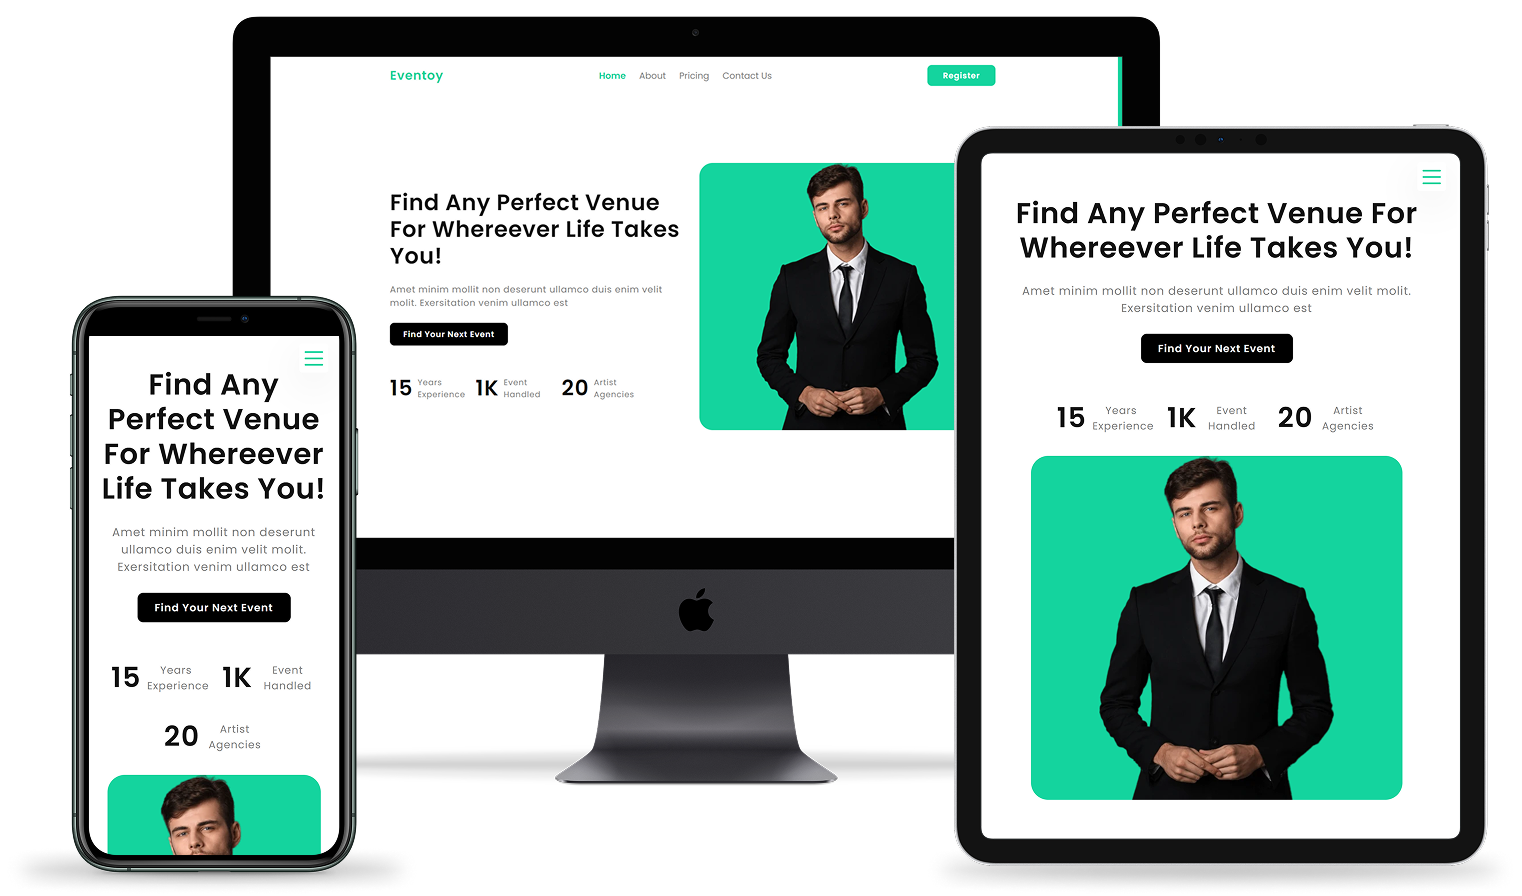 Eventoy
Home About Pricing Contact Us
Register
Find Any Perfect Venue
For Whereever Life Takes
You!
Amet minim mollit non deserunt ullamco duis enim velit
molit. Exersitation venim ullamco est
Find Your Next Event
15 Years Experience
1K Event Handled
20 Artist Agencies
Find Any
Perfect Venue
For Whereever
Life Takes You!
Amet minim mollit non deserunt
ullamco duis enim velit molit.
Exersitation venim ullamco est
Find Your Next Event
15 Years Experience
1K Event Handled
20 Artist Agencies
Find Any Perfect Venue For
Whereever Life Takes You!
Amet minim mollit non deserunt ullamco duis enim velit molit.
Exersitation venim ullamco est
Find Your Next Event
15 Years Experience
1K Event Handled
20 Artist Agencies